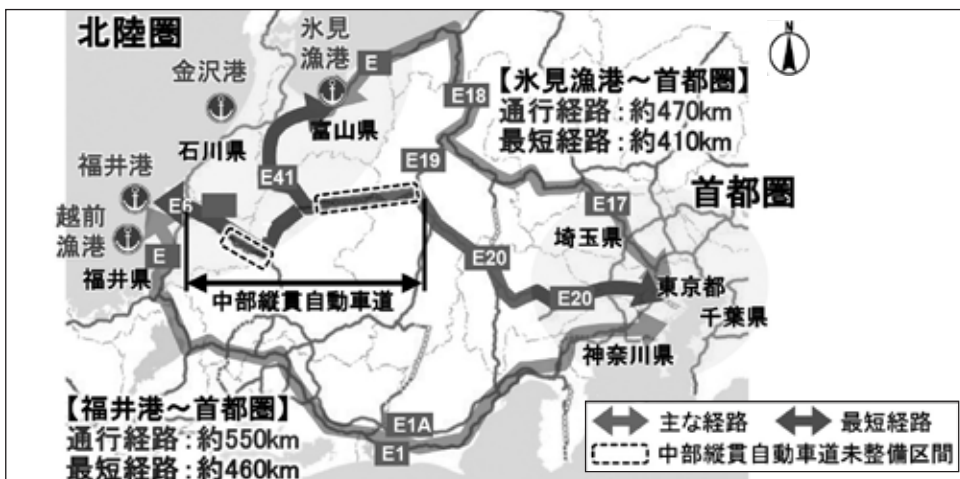 北陸圏
氷見
漁港
N
金沢港
E
E18
【氷見漁港～首都圏】
通行経路：約470km
最短経路：約410km
富山県
石川県
E19
福井港
E41
首都圏
E6
E17
越前
漁港
埼玉県
E20
E
福井県
中部縦貫自動車道
E20
東京都
千葉県
神奈川県
【福井港～首都圏】
通行経路：約550km
最短経路：約460km
E1A
E1
主な経路
最短経路
中部縦貫自動車道未整備区間